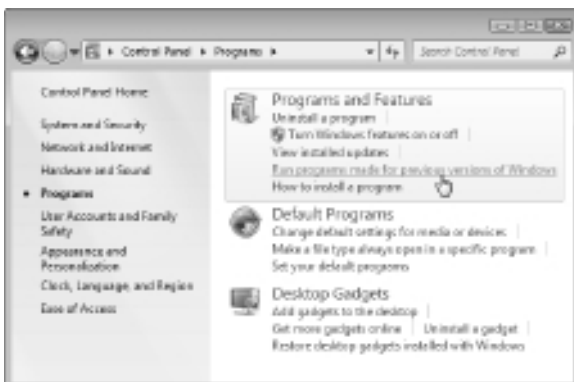 Control Panel ▸ Programs ▸
Search Control Panel
Control Panel Home
System and Security
Network and Internet
Hardware and Sound
Programs
User Accounts and Family
Safety
Appearance and
Personalization
Clock, Language, and Region
Ease of Access
Programs and Features
Uninstall a program
Turn Windows features on or off
View installed updates
Run programs made for previous versions of Windows
How to install a program
Default Programs
Change default settings for media or devices
Make a file type always open in a specific program
Set your default programs
Desktop Gadgets
Add gadgets to the desktop
Get more gadgets online | Uninstall a gadget
Restore desktop gadgets installed with Windows